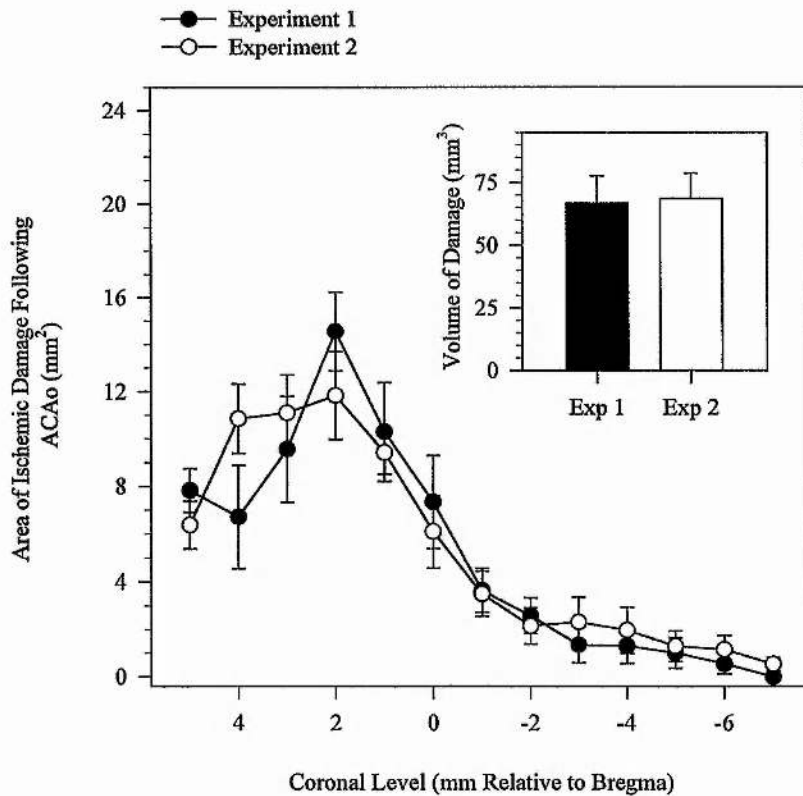 Experiment 1
Experiment 2
Area of Ischemic Damage Following
ACAo (mm²)
24
20
16
12
8
4
0
Volume of Damage (mm³)
75
50
25
0
Exp 1 Exp 2
4 2 0 -2 -4 -6
Coronal Level (mm Relative to Bregma)